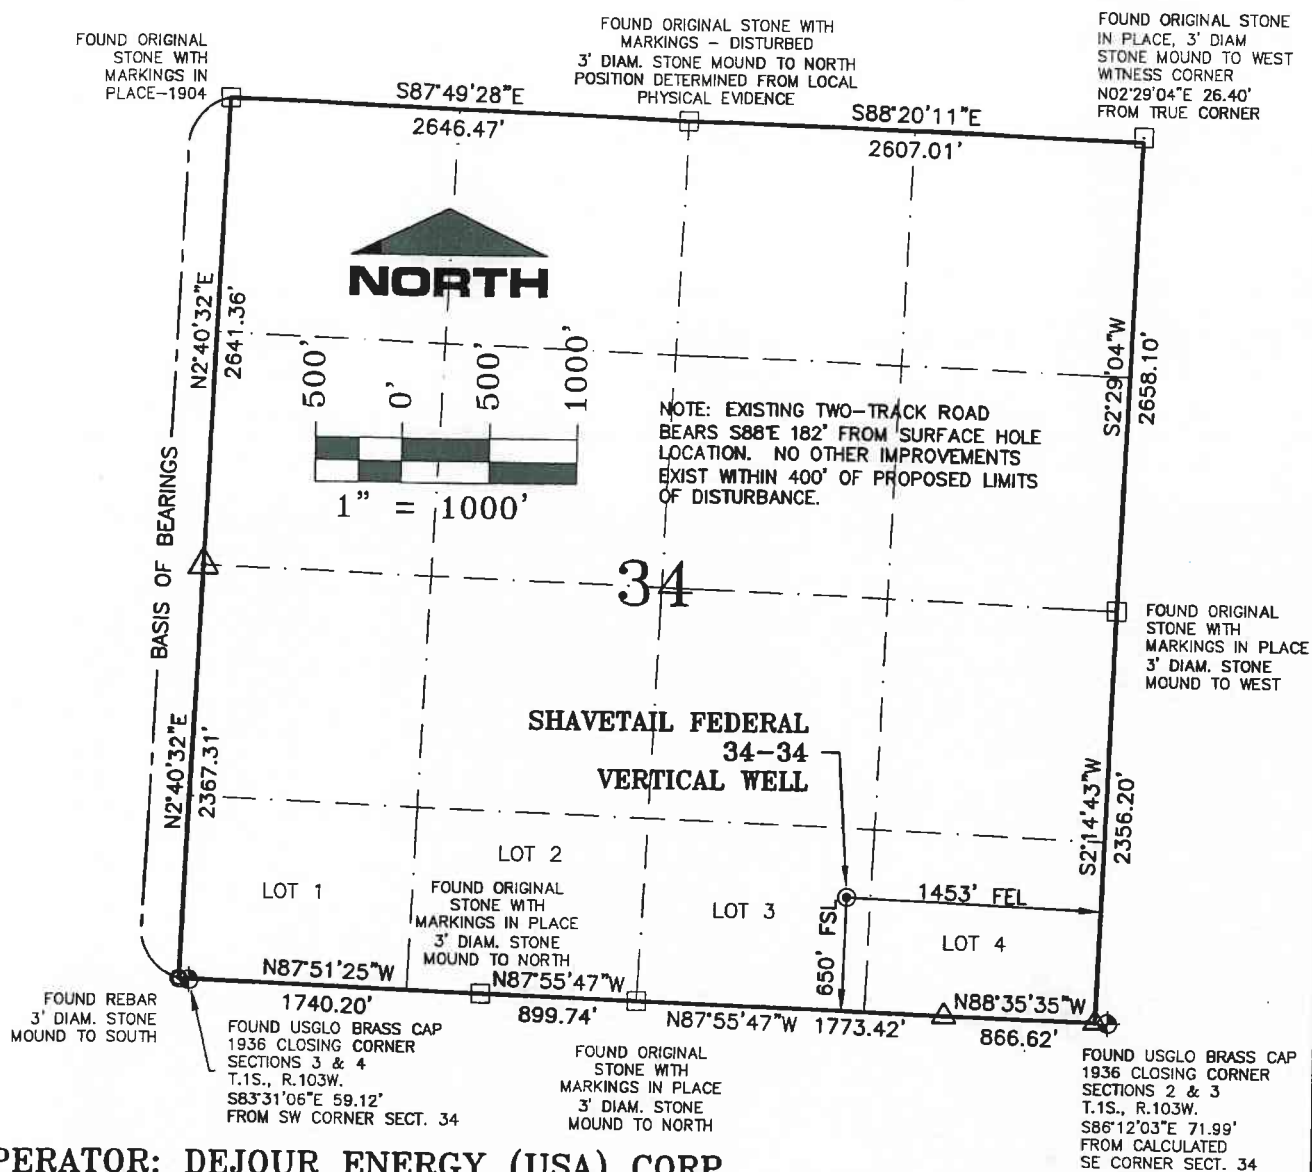 FOUND ORIGINAL
STONE WITH
MARKINGS IN
PLACE-1904
FOUND ORIGINAL STONE WITH
MARKINGS - DISTURBED
3' DIAM. STONE MOUND TO NORTH
POSITION DETERMINED FROM LOCAL
PHYSICAL EVIDENCE
FOUND ORIGINAL STONE
IN PLACE, 3' DIAM
STONE MOUND TO WEST
WITNESS CORNER
N02°29'04"E 26.40'
FROM TRUE CORNER
S87°49'28"E
2646.47'
S88°20'11"E
2607.01'
NORTH
N2°40'32"E
2641.36'
500'
0'
500'
1000'
1" = 1000'
NOTE: EXISTING TWO-TRACK ROAD
BEARS S88°E 182' FROM SURFACE HOLE
LOCATION. NO OTHER IMPROVEMENTS
EXIST WITHIN 400' OF PROPOSED LIMITS
OF DISTURBANCE.
S2°29'04"W
2658.10'
BASIS OF BEARINGS
34
FOUND ORIGINAL
STONE WITH
MARKINGS IN PLACE
3' DIAM. STONE
MOUND TO WEST
SHAVETAIL FEDERAL
34-34
VERTICAL WELL
N2°40'32"E
2367.31'
S2°14'43"W
2356.20'
LOT 1
LOT 2
FOUND ORIGINAL
STONE WITH
MARKINGS IN PLACE
3' DIAM. STONE
MOUND TO NORTH
LOT 3
650' FSL
1453' FEL
LOT 4
N87°51'25"W
1740.20'
N87°55'47"W
899.74'
N87°55'47"W 1773.42'
N88°35'35"W
866.62'
FOUND REBAR
3' DIAM. STONE
MOUND TO SOUTH
FOUND USGLO BRASS CAP
1936 CLOSING CORNER
SECTIONS 3 & 4
T.1S., R.103W.
S83°31'06"E 59.12'
FROM SW CORNER SECT. 34
FOUND ORIGINAL
STONE WITH
MARKINGS IN PLACE
3' DIAM. STONE
MOUND TO NORTH
FOUND USGLO BRASS CAP
1936 CLOSING CORNER
SECTIONS 2 & 3
T.1S., R.103W.
S86°12'03"E 71.99'
FROM CALCULATED
SE CORNER SECT. 34
PERATOR: DEJOUR ENERGY (USA) CORP